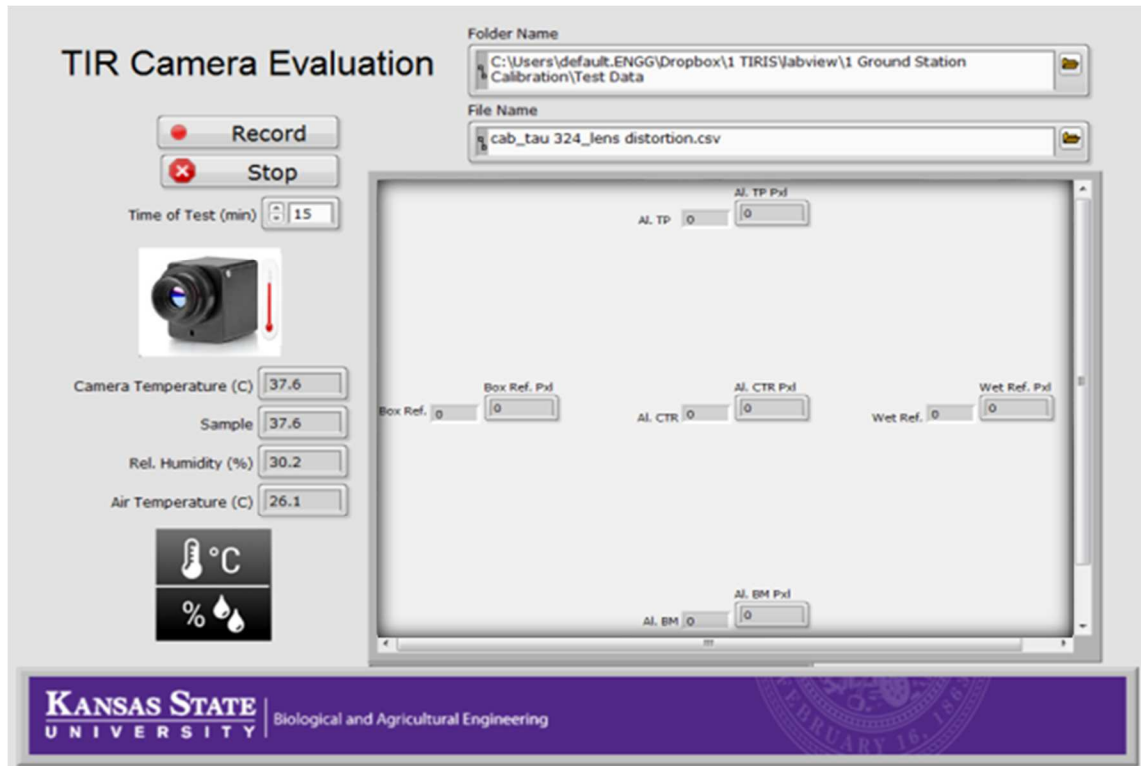 TIR Camera Evaluation
Folder Name
C:\Users\default.ENGG\Dropbox\1 TIRIS\labview\1 Ground Station
Calibration\Test Data
File Name
cab_tau 324_lens distortion.csv
Record
Stop
Time of Test (min) 15
Al. TP Pxl
Al. TP 0 0
Camera Temperature (C) 37.6
Sample 37.6
Rel. Humidity (%) 30.2
Air Temperature (C) 26.1
°C
%
Box Ref. Pxl
Box Ref. 0 0
Al. CTR Pxl
Al. CTR 0 0
Wet Ref. Pxl
Wet Ref. 0 0
Al. BM Pxl
Al. BM 0 0
KANSAS STATE
UNIVERSITY
Biological and Agricultural Engineering
FEBRUARY 16, 1863